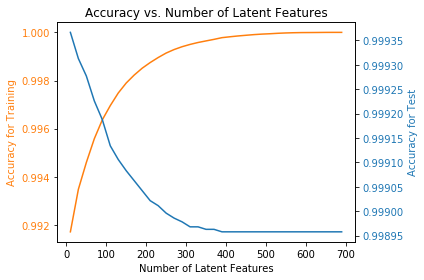 Accuracy vs. Number of Latent Features
1.000
0.998
0.996
0.994
0.992
Accuracy for Training
0.99935
0.99930
0.99925
0.99920
0.99915
0.99910
0.99905
0.99900
0.99895
Accuracy for Test
0 100 200 300 400 500 600 700
Number of Latent Features